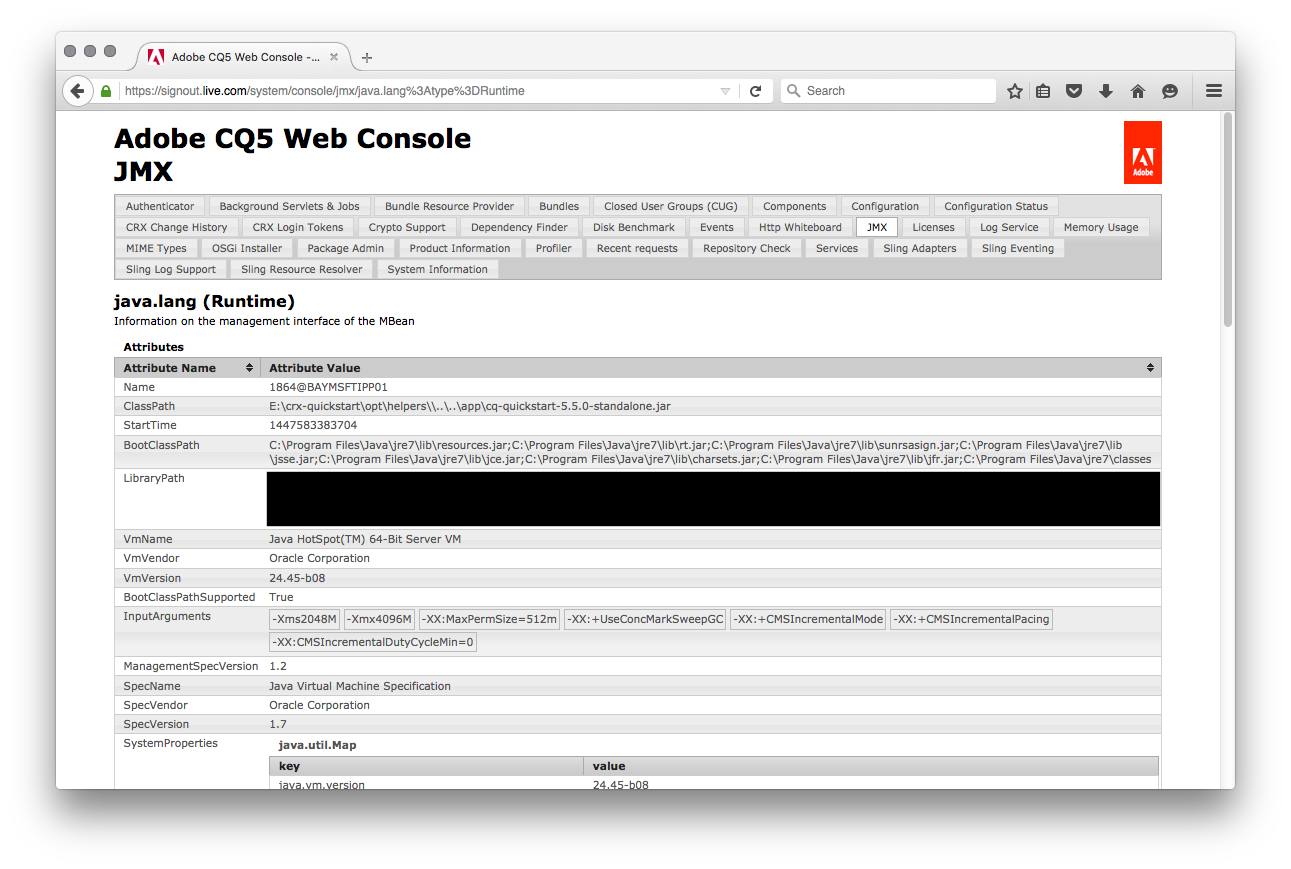 Adobe CQ5 Web Console -...
https://signout.live.com/system/console/jmx/java.lang%3Atype%3DRuntime
Search
Adobe CQ5 Web Console
JMX
Adobe
Authenticator Background Servlets & Jobs Bundle Resource Provider Bundles Closed User Groups (CUG) Components Configuration Configuration Status
CRX Change History CRX Login Tokens Crypto Support Dependency Finder Disk Benchmark Events Http Whiteboard JMX Licenses Log Service Memory Usage
MIME Types OSGi Installer Package Admin Product Information Profiler Recent requests Repository Check Services Sling Adapters Sling Eventing
Sling Log Support Sling Resource Resolver System Information
java.lang (Runtime)
Information on the management interface of the MBean
Attributes
Attribute Name Attribute Value
Name 1864@BAYMSFTIPP01
ClassPath E:\crx-quickstart\opt\helpers\\..\..\app\cq-quickstart-5.5.0-standalone.jar
StartTime 1447583383704
BootClassPath C:\Program Files\Java\jre7\lib\resources.jar;C:\Program Files\Java\jre7\lib\rt.jar;C:\Program Files\Java\jre7\lib\sunrsasign.jar;C:\Program Files\Java\jre7\lib
\jsse.jar;C:\Program Files\Java\jre7\lib\jce.jar;C:\Program Files\Java\jre7\lib\charsets.jar;C:\Program Files\Java\jre7\lib\jfr.jar;C:\Program Files\Java\jre7\classes
LibraryPath
VmName Java HotSpot(TM) 64-Bit Server VM
VmVendor Oracle Corporation
VmVersion 24.45-b08
BootClassPathSupported True
InputArguments -Xms2048M -Xmx4096M -XX:MaxPermSize=512m -XX:+UseConcMarkSweepGC -XX:+CMSIncrementalMode -XX:+CMSIncrementalPacing
-XX:CMSIncrementalDutyCycleMin=0
ManagementSpecVersion 1.2
SpecName Java Virtual Machine Specification
SpecVendor Oracle Corporation
SpecVersion 1.7
SystemProperties java.util.Map
key value
java.vm.version 24.45-b08